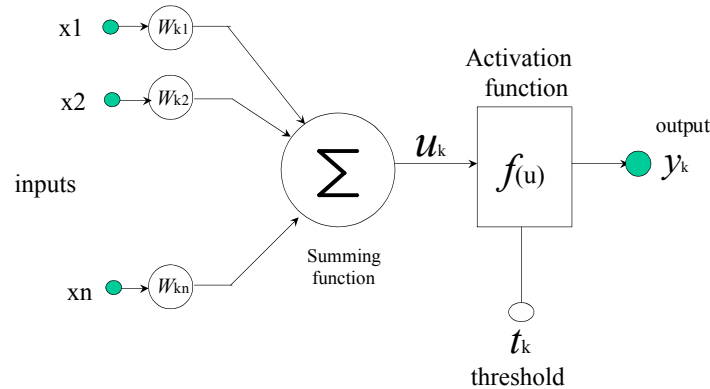 x1
Wk1
Activation
function
x2
Wk2
output
uk
yk
∑
f(u)
inputs
Summing
function
xn
Wkn
tk
threshold